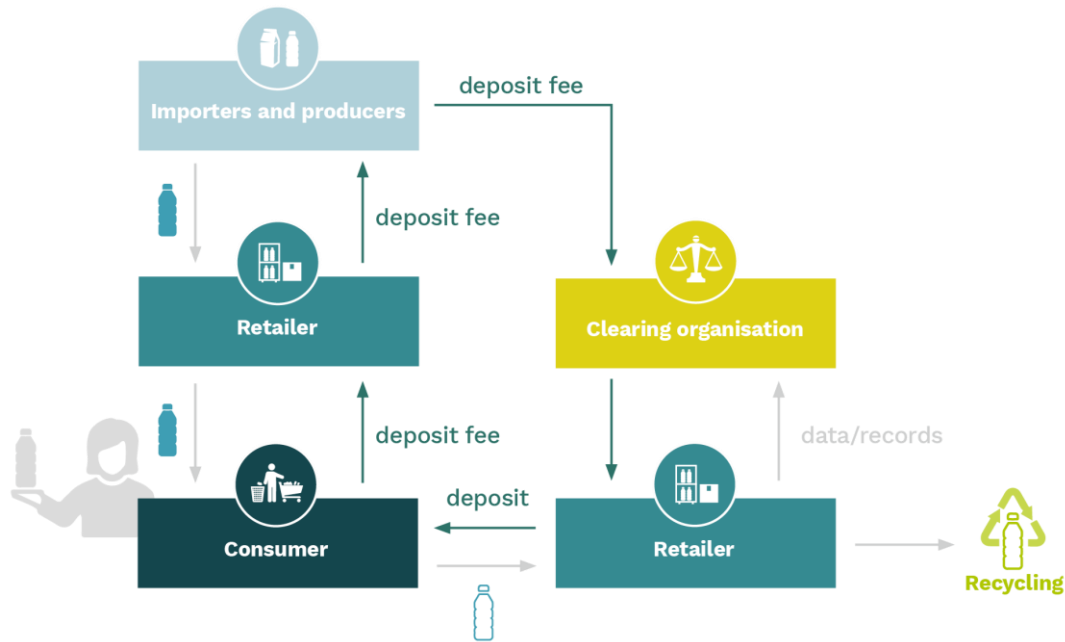 deposit fee
Importers and producers
deposit fee
Retailer
Clearing organisation
deposit fee
data/records
deposit
Consumer
Retailer
Recycling